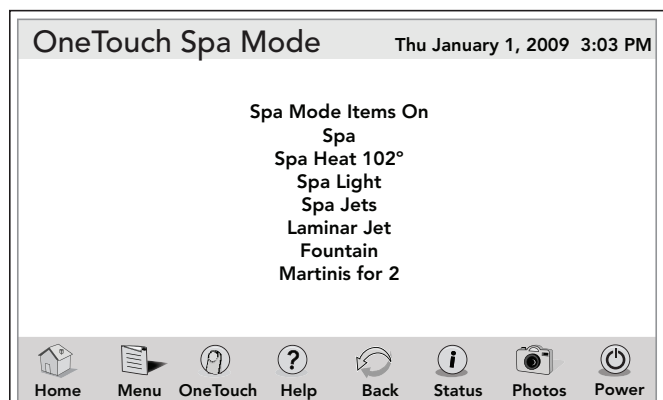 OneTouch Spa Mode Thu January 1, 2009 3:03 PM
Spa Mode Items On
Spa
Spa Heat 102°
Spa Light
Spa Jets
Laminar Jet
Fountain
Martinis for 2
Home Menu OneTouch Help Back Status Photos Power